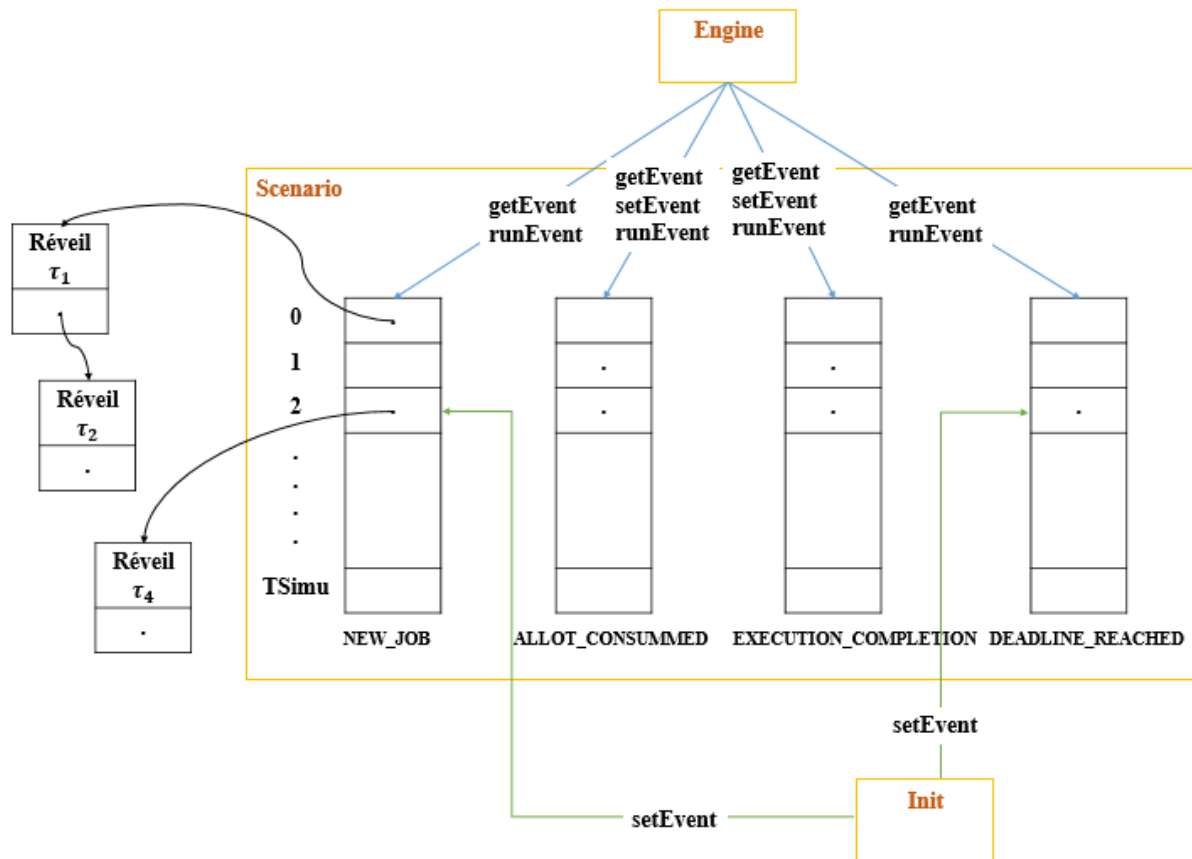 Engine
Scenario
getEvent
runEvent
getEvent
setEvent
runEvent
getEvent
setEvent
runEvent
getEvent
runEvent
Réveil
τ1
.
Réveil
τ2
.
Réveil
τ4
.
0
1
2
.
.
.
.
TSimu
NEW_JOB
ALLOT_CONSUMMED
EXECUTION_COMPLETION
DEADLINE_REACHED
setEvent
setEvent
Init